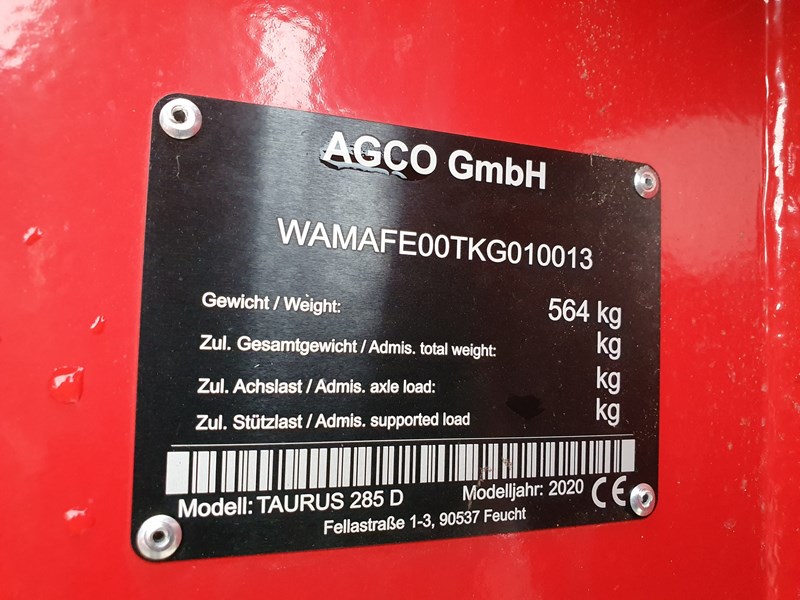 AGCO GmbH
WAMAFE00TKG010013
Gewicht / Weight: 564 kg
Zul. Gesamtgewicht / Admis. total weight: kg
Zul. Achslast / Admis. axle load: kg
Zul. Stützlast / Admis. supported load kg
Modell: TAURUS 285 D Modelljahr: 2020 CE
Fellastraße 1-3, 90537 Feucht